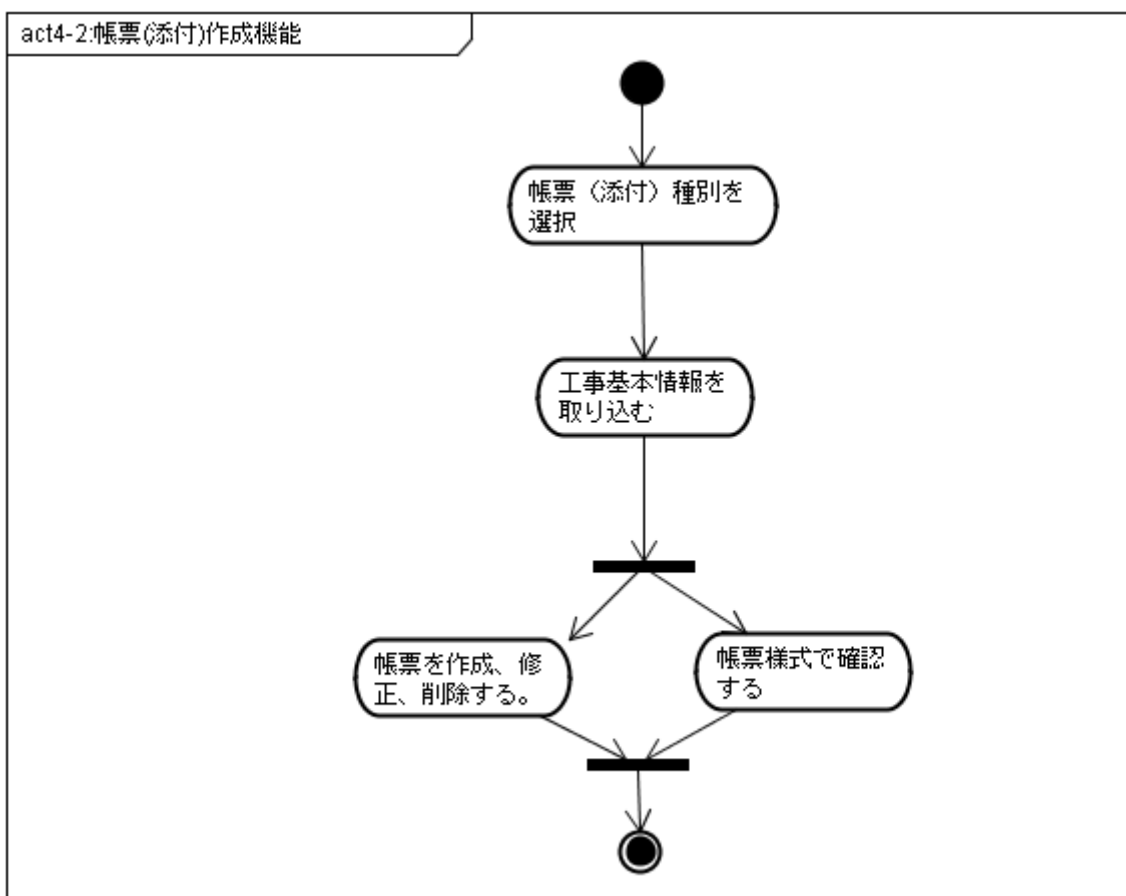 act4-2:帳票(添付)作成機能
帳票（添付）種別を
選択
工事基本情報を
取り込む
帳票を作成、修
正、削除する。
帳票様式で確認
する